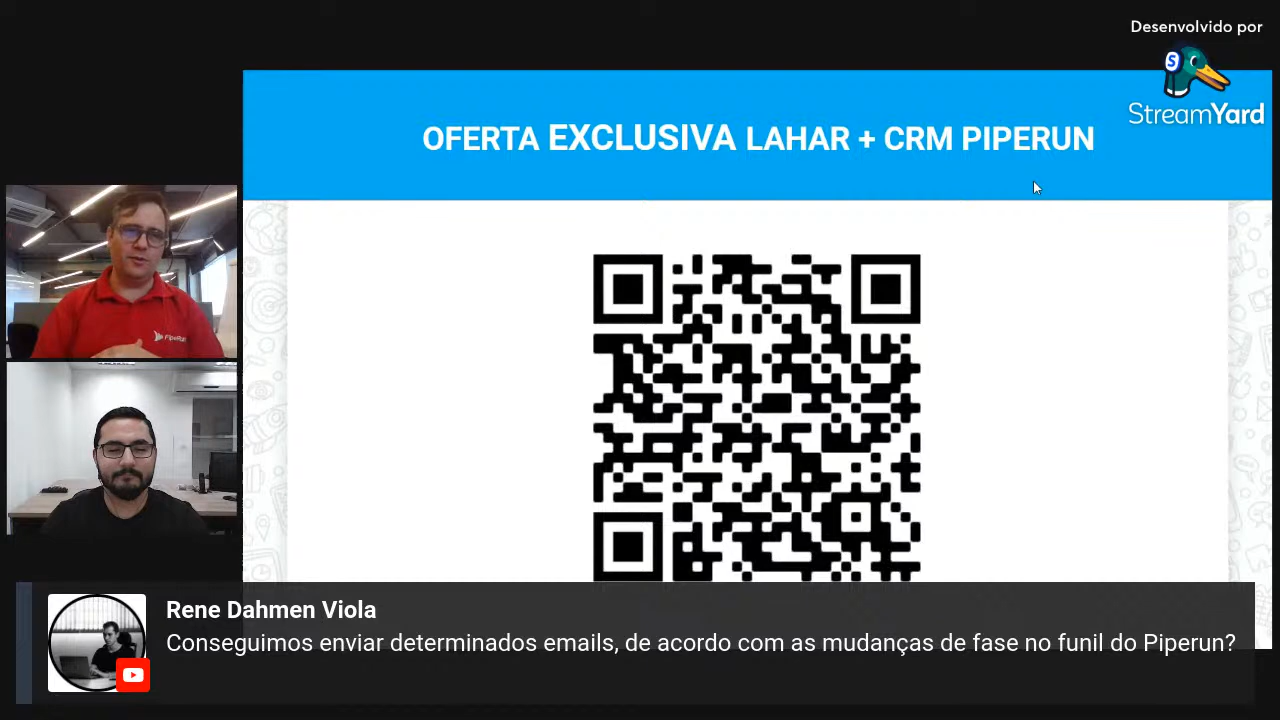 Desenvolvido por
StreamYard
OFERTA EXCLUSIVA LAHAR + CRM PIPERUN
PipeRun
Rene Dahmen Viola
Conseguimos enviar determinados emails, de acordo com as mudanças de fase no funil do Piperun?